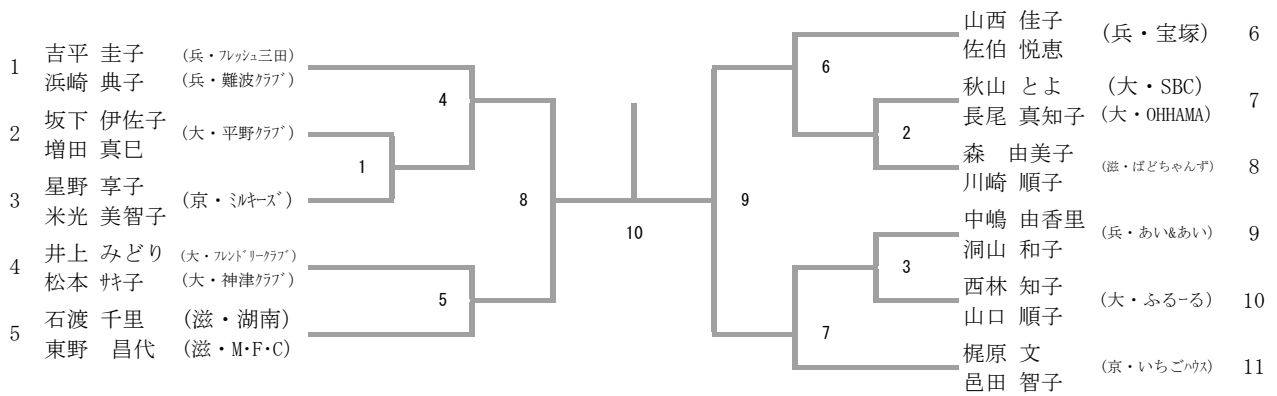 1
吉平 圭子 (兵・ﾌﾚｯｼｭ三田)
浜崎 典子 (兵・難波ｸﾗﾌﾞ)
2
坂下 伊佐子 (大・平野ｸﾗﾌﾞ)
増田 真巳
3
星野 享子 (京・ﾐﾙｷｰｽﾞ)
米光 美智子
4
井上 みどり (大・ﾌﾚﾝﾄﾞﾘｰｸﾗﾌﾞ)
松本 ｻｷ子 (大・神津ｸﾗﾌﾞ)
5
石渡 千里 (滋・湖南)
東野 昌代 (滋・M･F･C)
4
1
8
5
10
6
2
9
3
7
山西 佳子 (兵・宝塚) 6
佐伯 悦恵
秋山 とよ (大・SBC) 7
長尾 真知子 (大・OHHAMA)
森 由美子 (滋・ばどちゃんず) 8
川崎 順子
中嶋 由香里 (兵・あい&あい) 9
洞山 和子
西林 知子 (大・ふるｰる) 10
山口 順子
梶原 文 (京・いちごﾊｳｽ) 11
邑田 智子